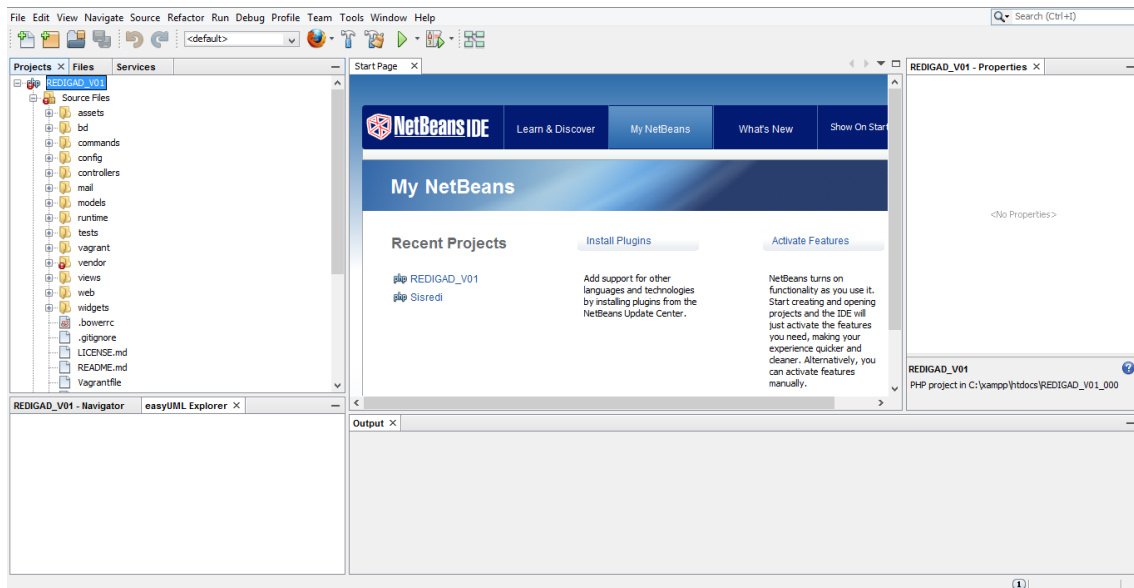 File Edit View Navigate Source Refactor Run Debug Profile Team Tools Window Help
Search (Ctrl+I)
<default>
Projects Files Services
REDIGAD_V01
Source Files
assets
bd
commands
config
controllers
mail
models
runtime
tests
vagrant
vendor
views
web
widgets
.bowerrc
.gitignore
LICENSE.md
README.md
Vagrantfile
REDIGAD_V01 - Navigator easyUML Explorer
Start Page
NetBeans IDE
Learn & Discover
My NetBeans
What's New
Show On Start
My NetBeans
Recent Projects
php REDIGAD_V01
php Sisredi
Install Plugins
Add support for other
languages and technologies
by installing plugins from the
NetBeans Update Center.
Activate Features
NetBeans turns on
functionality as you use it.
Start creating and opening
projects and the IDE will
just activate the features
you need, making your
experience quicker and
cleaner. Alternatively, you
can activate features
manually.
Output
REDIGAD_V01 - Properties
<No Properties>
REDIGAD_V01
PHP project in C:\xampp\htdocs\REDIGAD_V01_000
1